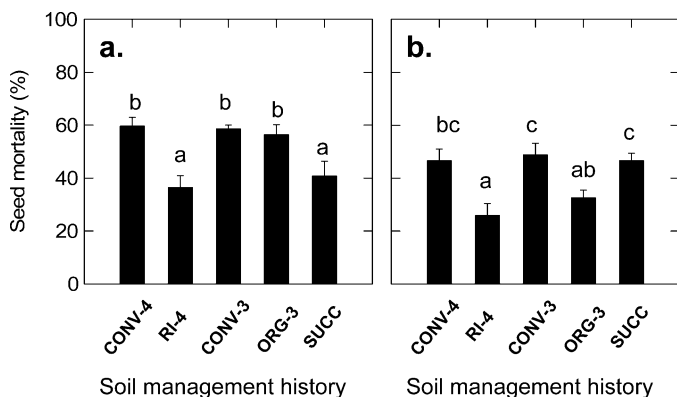 100
80
60
40
20
0
Seed mortality (%)
a.
b
a
b
b
a
CONV-4
RI-4
CONV-3
ORG-3
SUCC
Soil management history
b.
bc
a
c
ab
c
CONV-4
RI-4
CONV-3
ORG-3
SUCC
Soil management history